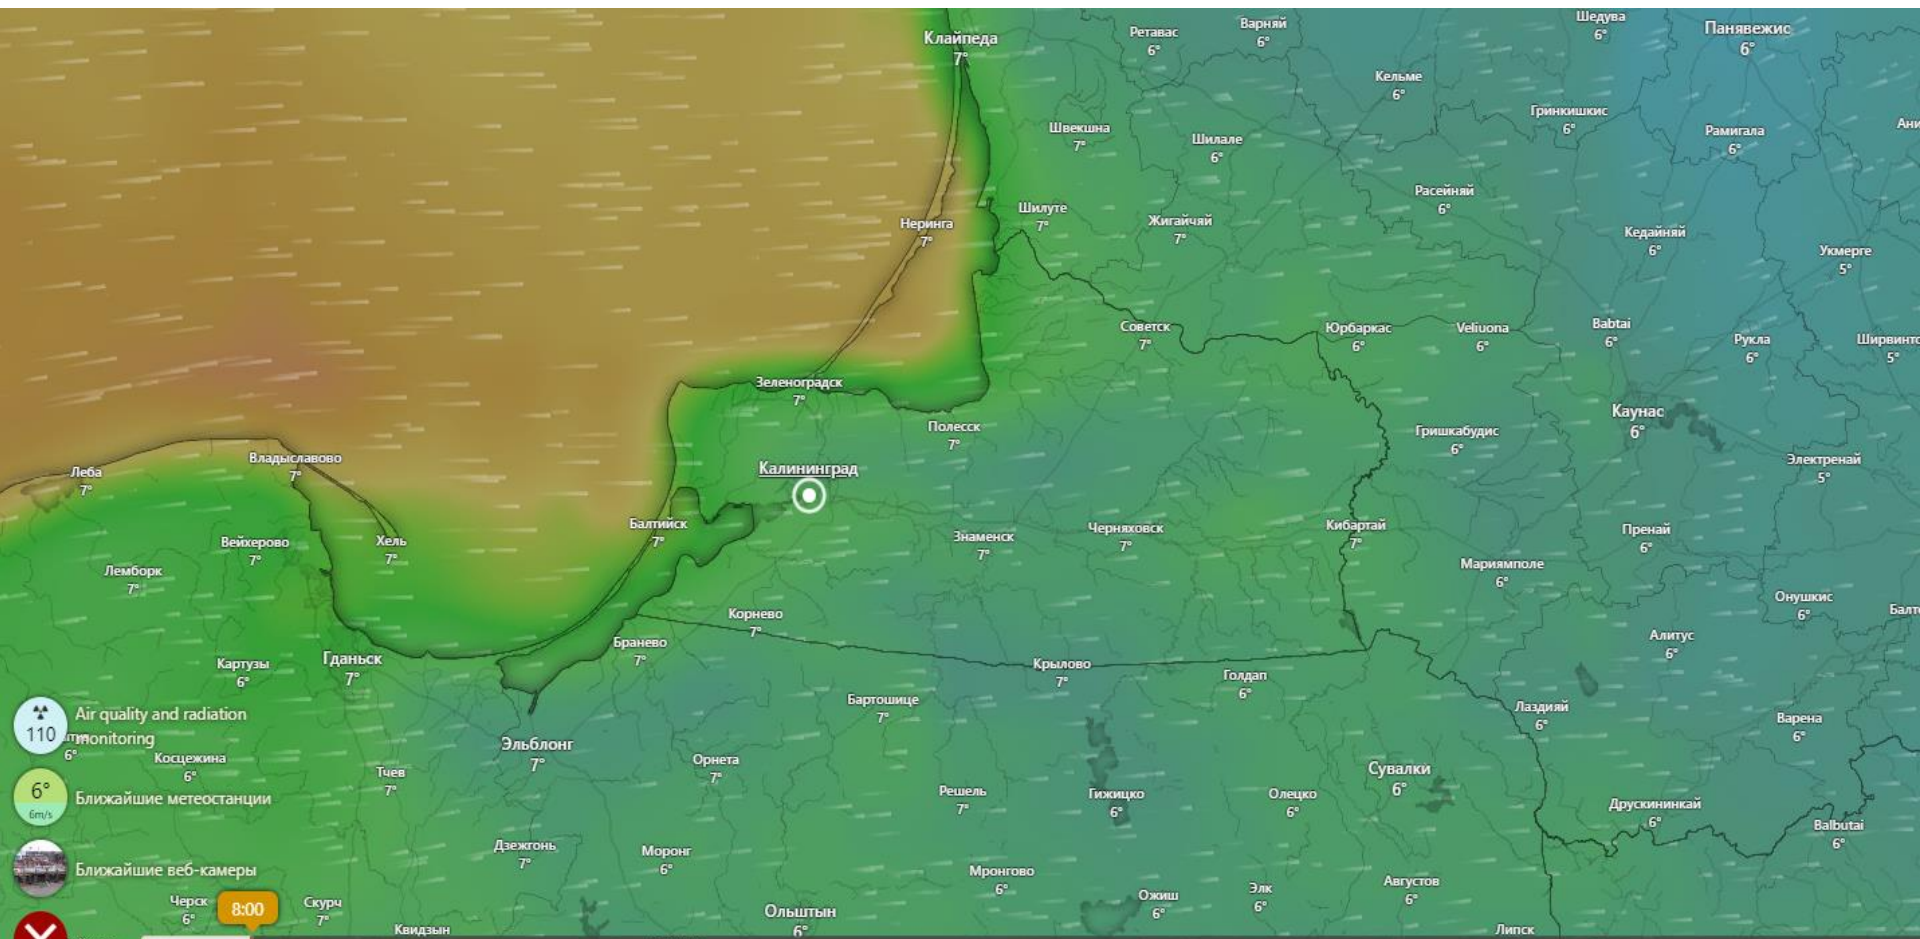 Клайпеда
7°
Ретавас
6°
Варняй
6°
Шедува
6°
Панявежис
6°
Кельме
6°
Гринкишкис
6°
Рамигала
6°
Швекшна
7°
Шилале
6°
Расейняй
6°
Неринга
7°
Шилуте
7°
Жигайчяй
7°
Кедайняй
6°
Укмерге
5°
Советск
7°
Юрбаркас
6°
Veliuona
6°
Babtai
6°
Рукла
6°
Зеленоградск
7°
Полесск
7°
Гришкабудис
6°
Каунас
6°
Леба
7°
Владыславово
7°
Калининград
Электренай
5°
Вейхерово
7°
Хель
7°
Балтийск
7°
Знаменск
7°
Черняховск
7°
Кибартай
7°
Пренай
6°
Лемборк
7°
Мариямполе
6°
Корнево
7°
Онушкис
6°
Картузы
6°
Гданьск
7°
Бранево
7°
Крылово
7°
Голдап
6°
Алитус
6°
110
Air quality and radiation
monitoring
6°
Бартошице
7°
Лаздияй
6°
Варена
6°
Косцежина
6°
Эльблонг
7°
Тчев
7°
Орнета
7°
Сувалки
6°
6°
6m/s
Ближайшие метеостанции
Решель
7°
Гижицко
6°
Олецко
6°
Друскининкай
6°
Balbutai
6°
Ближайшие веб-камеры
Дзежгонь
7°
Моронг
6°
Мронгово
6°
Ожиш
6°
Элк
6°
Августов
6°
Черск
6°
8:00
Скурч
7°
Квидзын
Ольштын
6°
Липск